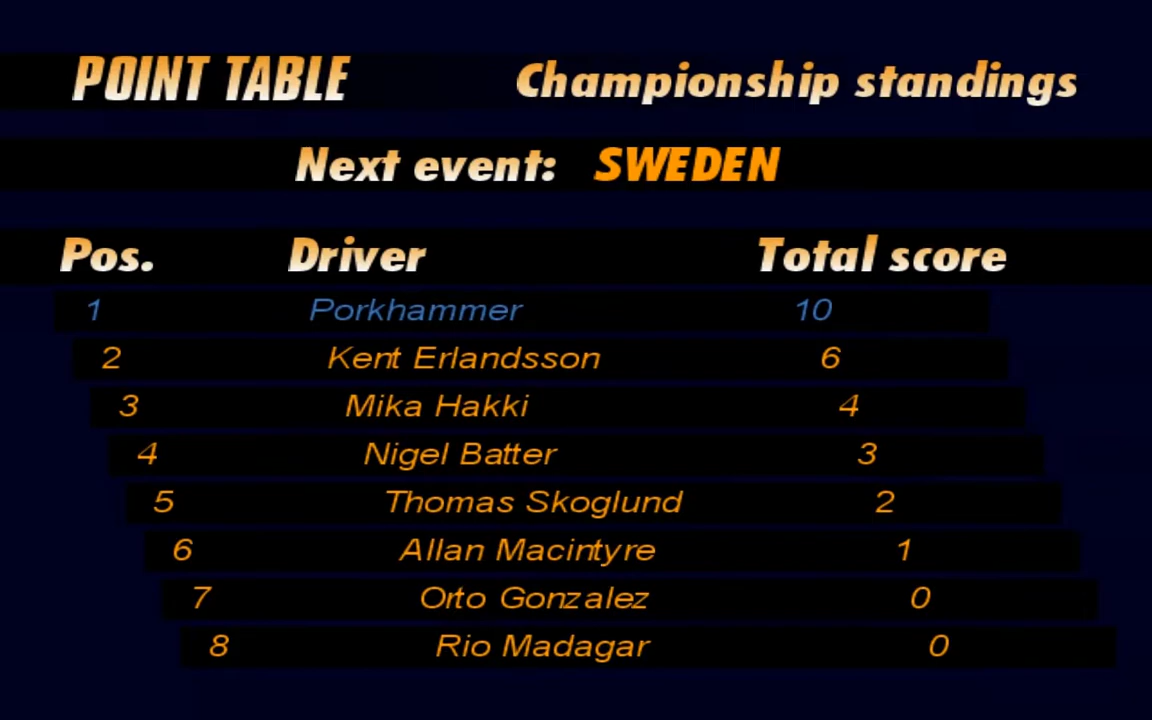 POINT TABLE Championship standings
Next event: SWEDEN
Pos. Driver Total score
1 Porkhammer 10
2 Kent Erlandsson 6
3 Mika Hakki 4
4 Nigel Batter 3
5 Thomas Skoglund 2
6 Allan Macintyre 1
7 Orto Gonzalez 0
8 Rio Madagar 0